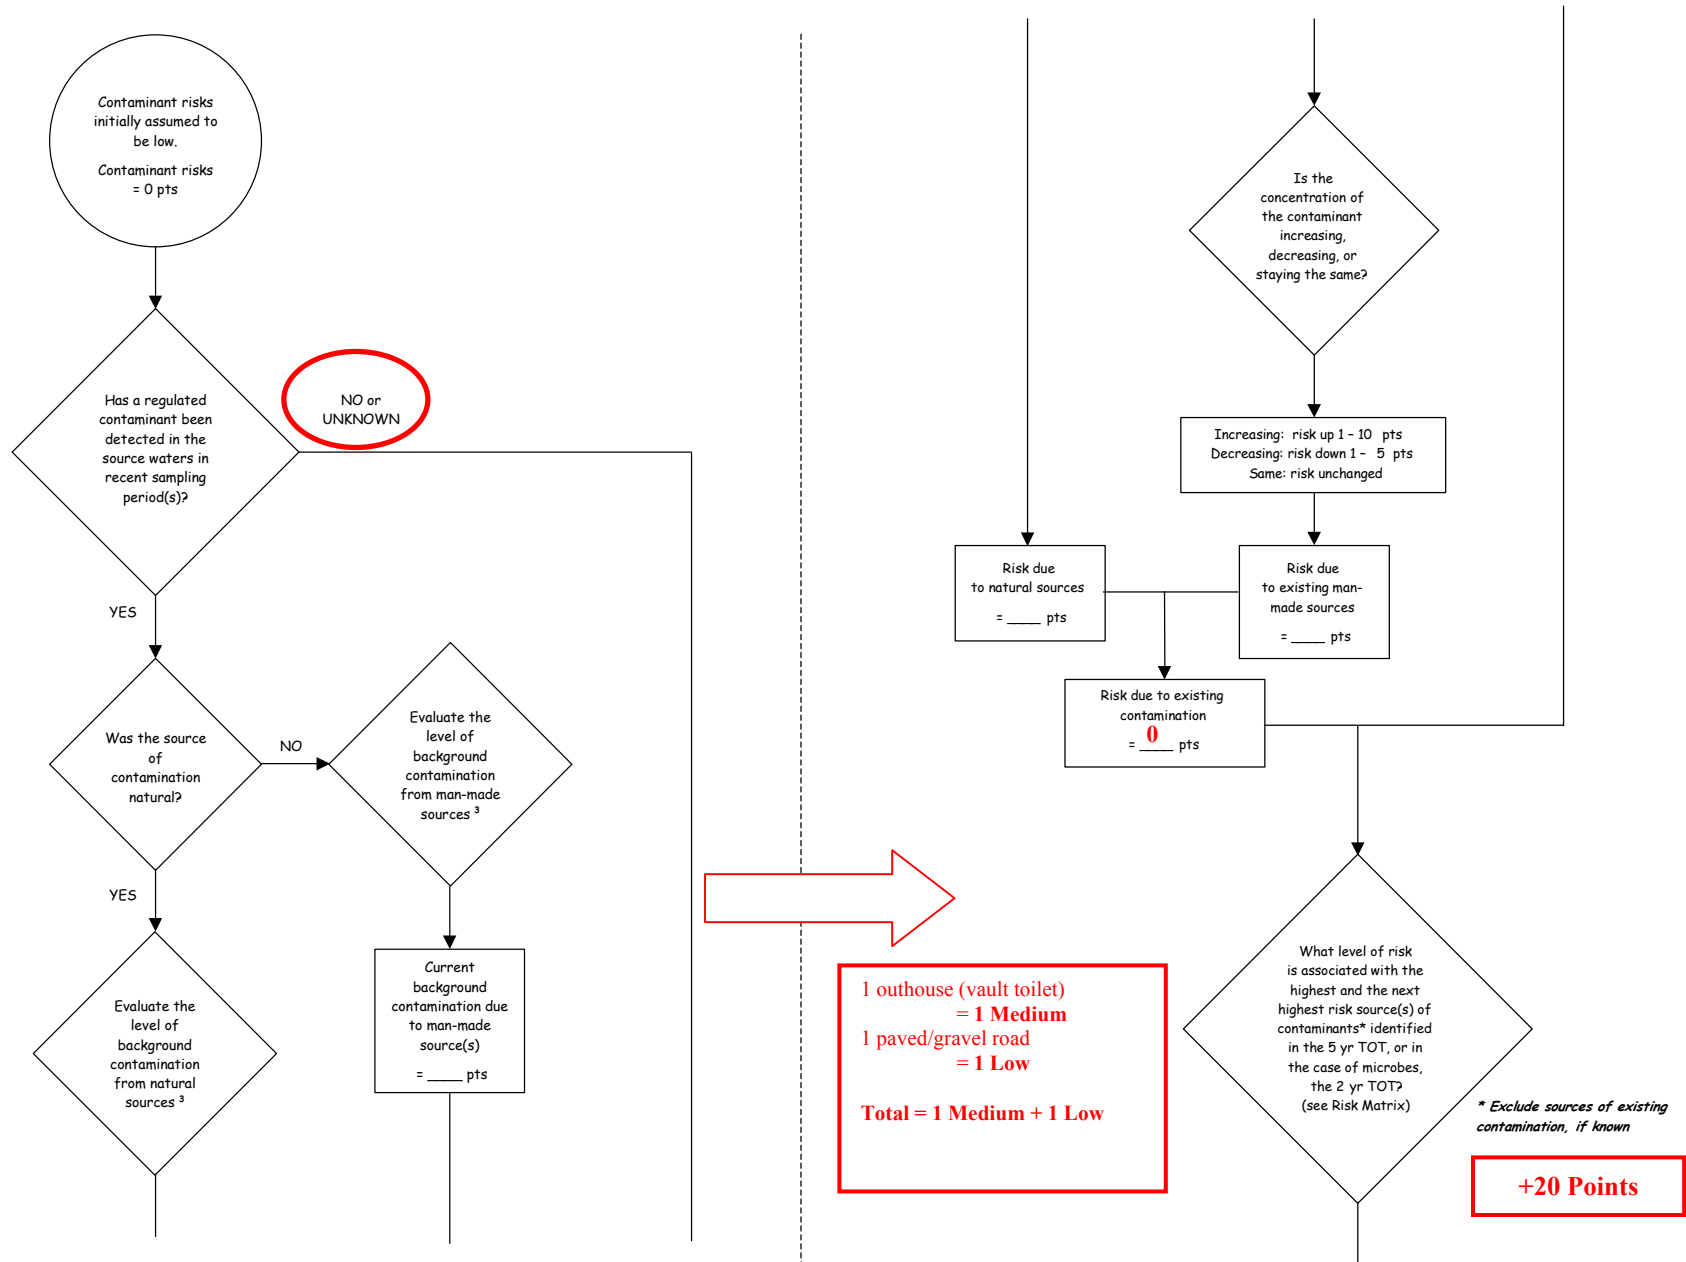 Contaminant risks
initially assumed to
be low.
Contaminant risks
= 0 pts
Has a regulated
contaminant been
detected in the
source waters in
recent sampling
period(s)?
NO or
UNKNOWN
YES
Was the source
of
contamination
natural?
NO
Evaluate the
level of
background
contamination
from man-made
sources ³
YES
Evaluate the
level of
background
contamination
from natural
sources ³
Current
background
contamination due
to man-made
source(s)
= ____ pts
Is the
concentration of
the contaminant
increasing,
decreasing, or
staying the same?
Increasing: risk up 1 – 10 pts
Decreasing: risk down 1 – 5 pts
Same: risk unchanged
Risk due
to natural sources
= ____ pts
Risk due
to existing man-
made sources
= ____ pts
Risk due to existing
contamination
= 0 pts
1 outhouse (vault toilet)
= 1 Medium
1 paved/gravel road
= 1 Low
Total = 1 Medium + 1 Low
What level of risk
is associated with the
highest and the next
highest risk source(s) of
contaminants* identified
in the 5 yr TOT, or in
the case of microbes,
the 2 yr TOT?
(see Risk Matrix)
* Exclude sources of existing
contamination, if known
+20 Points